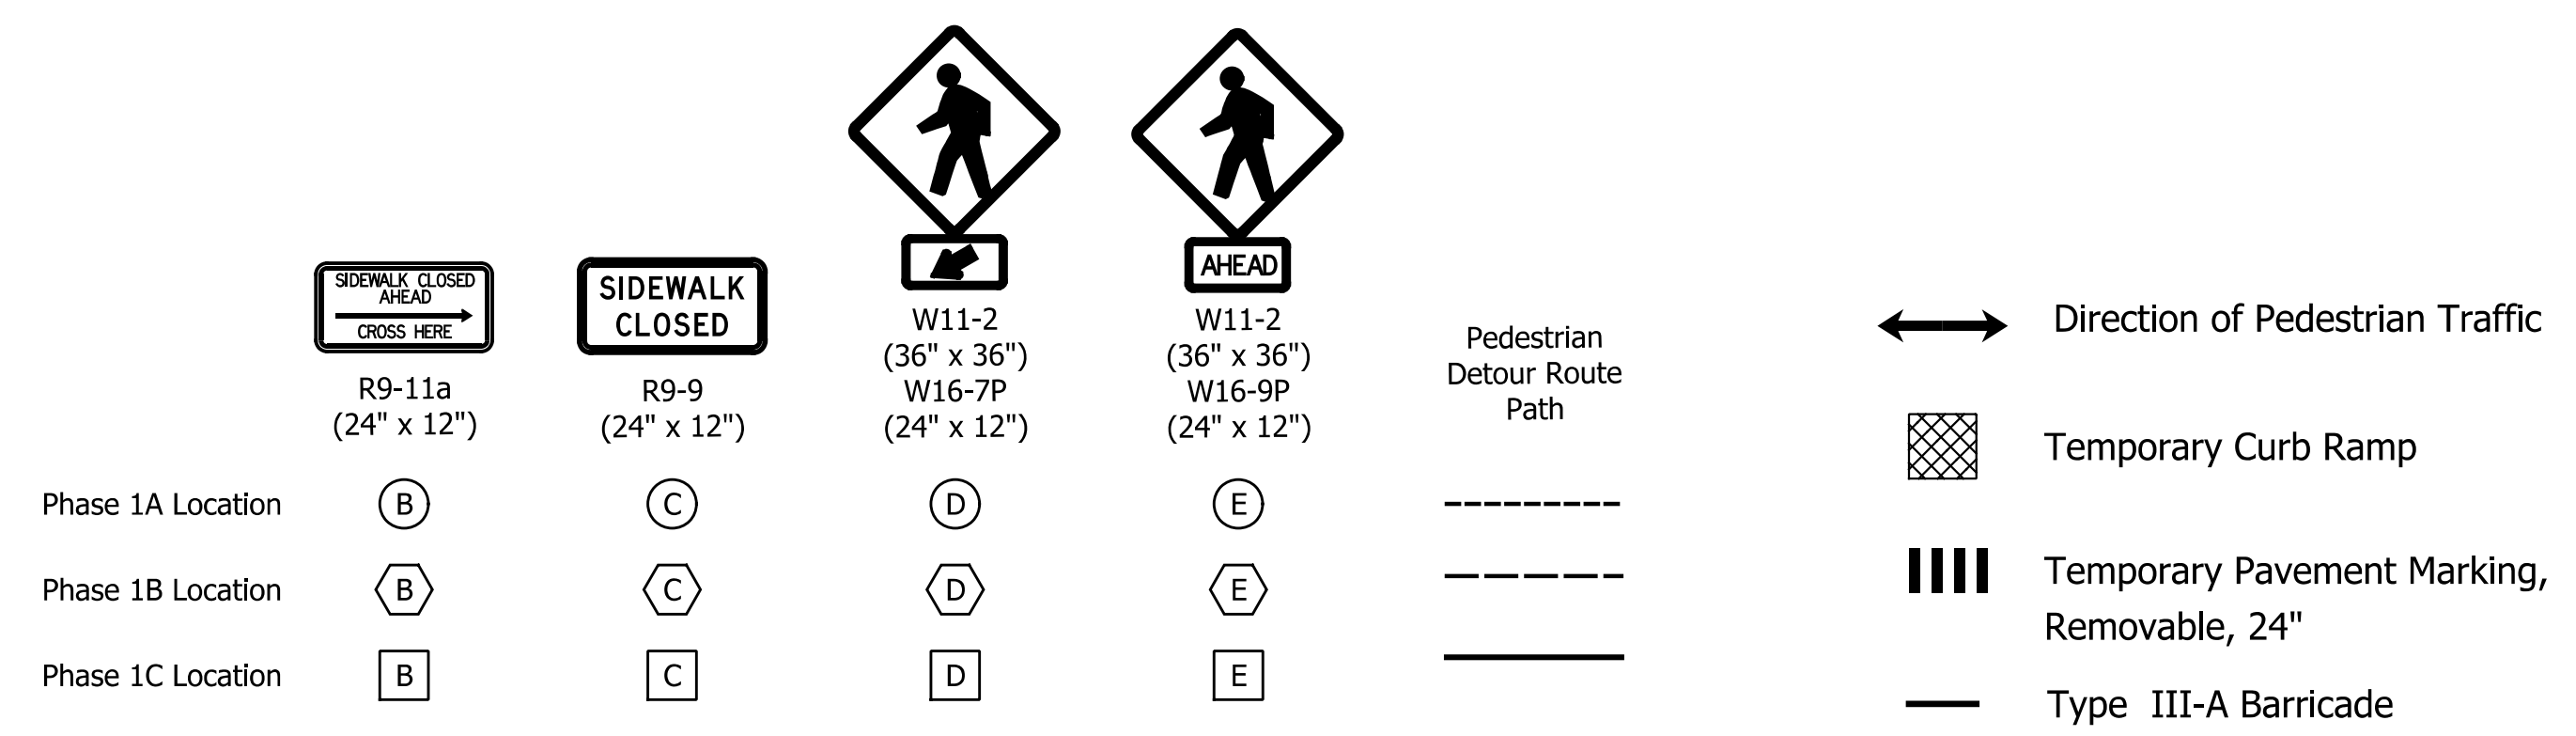 SIDEWALK CLOSED
AHEAD
CROSS HERE
R9-11a
(24" x 12")
SIDEWALK
CLOSED
R9-9
(24" x 12")
W11-2
(36" x 36")
W16-7P
(24" x 12")
AHEAD
W11-2
(36" x 36")
W16-9P
(24" x 12")
Pedestrian
Detour Route
Path
Phase 1A Location B C D E
Phase 1B Location B C D E
Phase 1C Location B C D E
Direction of Pedestrian Traffic
Temporary Curb Ramp
Temporary Pavement Marking,
Removable, 24"
Type III-A Barricade